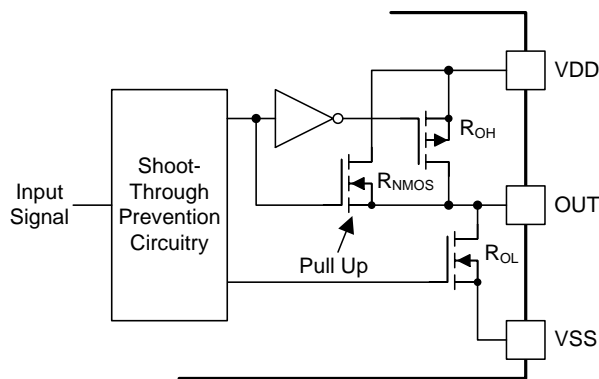 VDD
ROH
Shoot-
Through
Prevention
Circuitry
Input
Signal
RNMOS
OUT
Pull Up
ROL
VSS